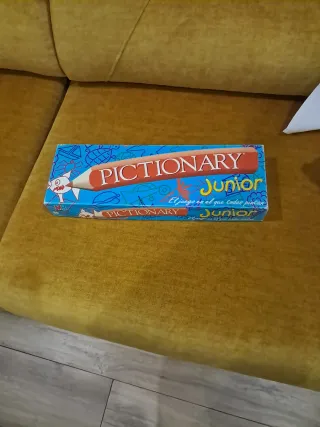 PICTIONARY
Junior
El juego en el que todos pintan
PICTIONARY Junior